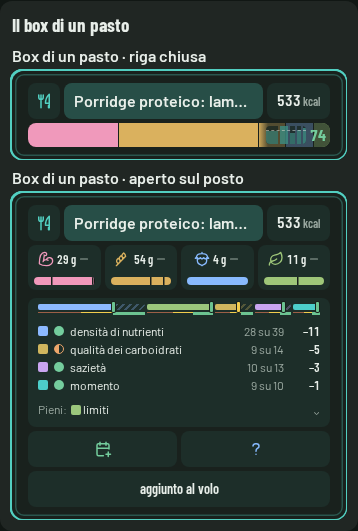 Il box di un pasto
Box di un pasto · riga chiusa
Porridge proteico: lam...
533 kcal
74
Box di un pasto · aperto sul posto
Porridge proteico: lam...
533 kcal
29 g —
54 g —
4 g —
11 g —
densità di nutrienti 28 su 39 −11
qualità dei carboidrati 9 su 14 −5
sazietà 10 su 13 −3
momento 9 su 10 −1
Pieni: limiti
?
aggiunto al volo